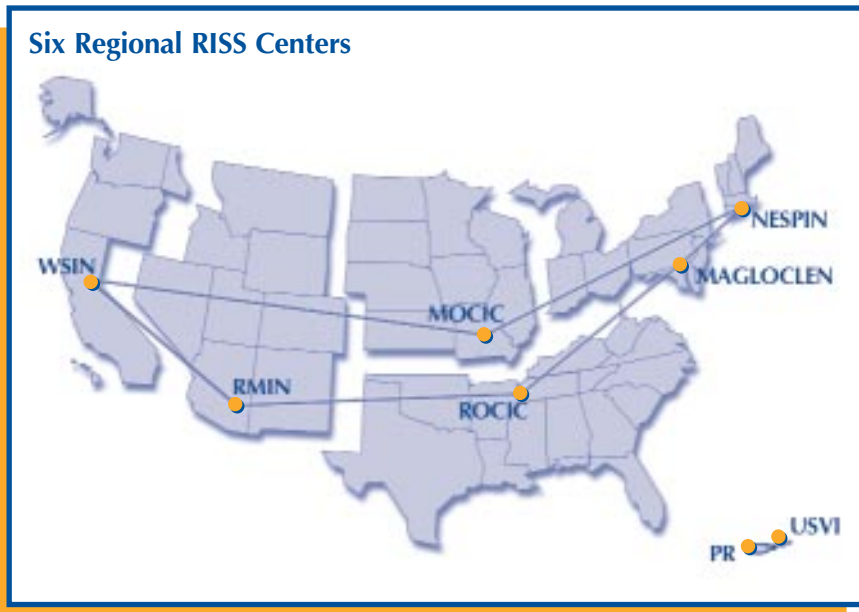 Six Regional RISS Centers
NESPIN
WSIN
MAGLOCLEN
MOCIC
RMIN
ROCIC
USVI
PR